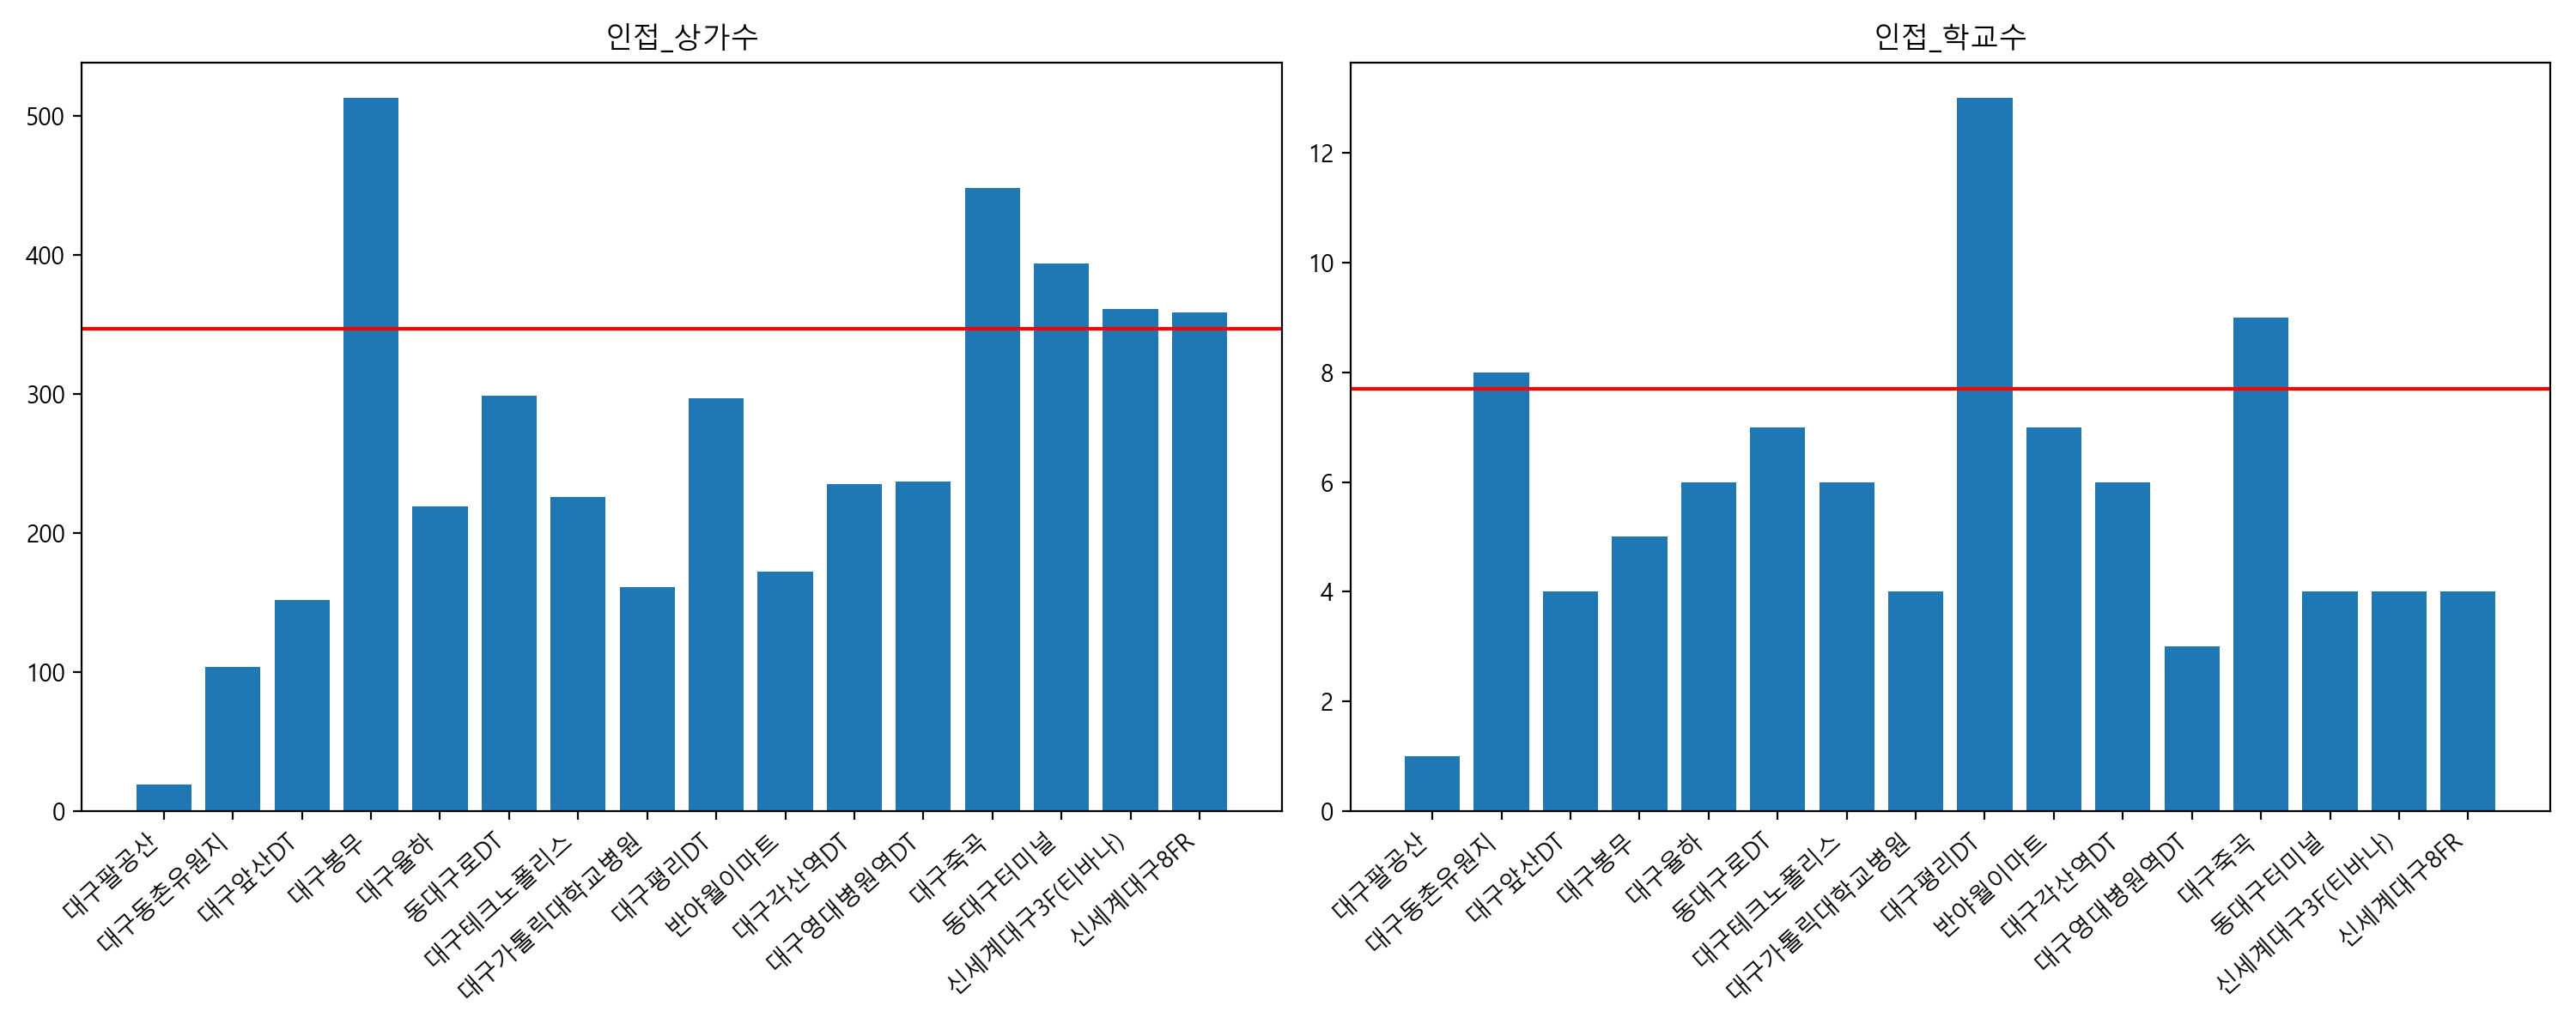 인접_상가수
500
400
300
200
100
0
대구팔공산
대구동촌유원지
대구앞산DT
대구봉무
대구율하
동대구로DT
대구테크노폴리스
대구가톨릭대학교병원
대구평리DT
반야월이마트
대구각산역DT
대구영대병원역DT
대구죽곡
동대구터미널
신세계대구3F(티바나)
신세계대구8FR
인접_학교수
12
10
8
6
4
2
0
대구팔공산
대구동촌유원지
대구앞산DT
대구봉무
대구율하
동대구로DT
대구테크노폴리스
대구가톨릭대학교병원
대구평리DT
반야월이마트
대구각산역DT
대구영대병원역DT
대구죽곡
동대구터미널
신세계대구3F(티바나)
신세계대구8FR